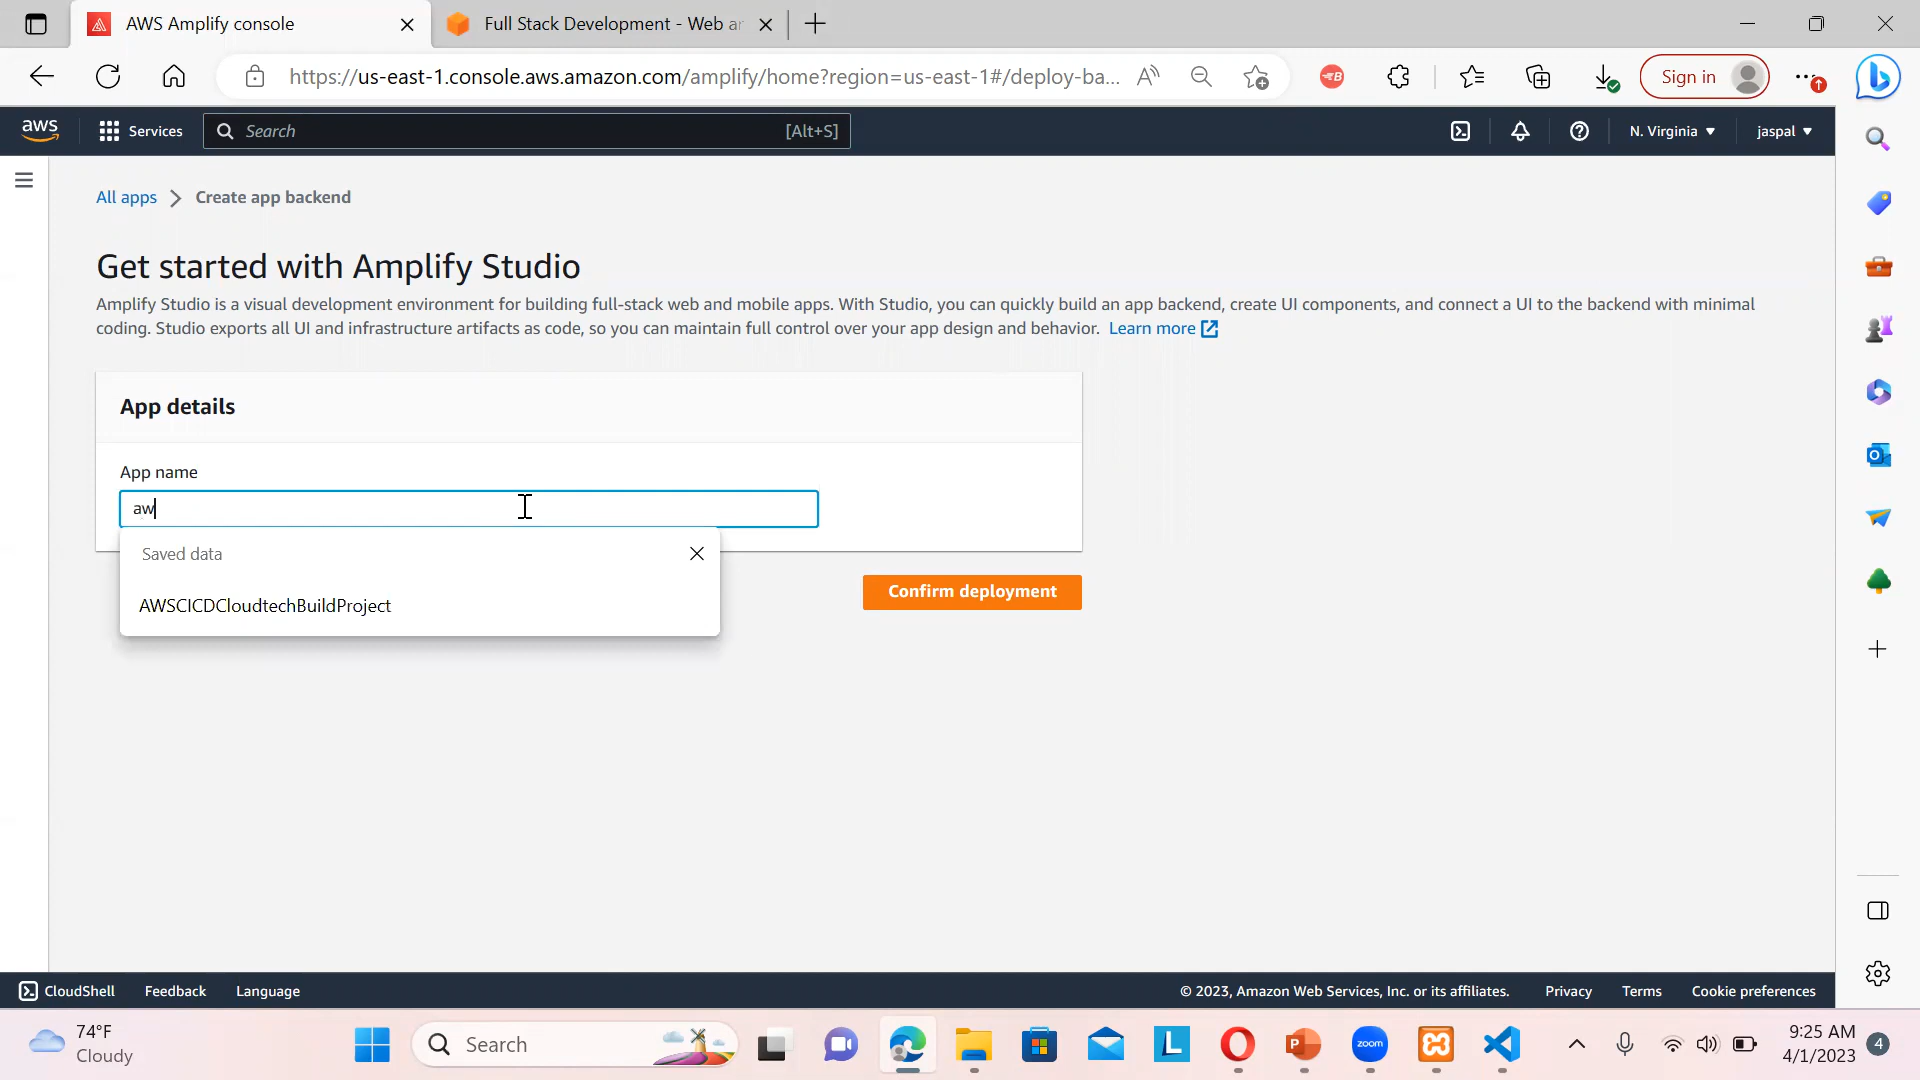 AWS Amplify console
Full Stack Development - Web ar
https://us-east-1.console.aws.amazon.com/amplify/home?region=us-east-1#/deploy-ba...
Sign in
aws
Services
Search
[Alt+S]
N. Virginia
jaspal
All apps
Create app backend
Get started with Amplify Studio
Amplify Studio is a visual development environment for building full-stack web and mobile apps. With Studio, you can quickly build an app backend, create UI components, and connect a UI to the backend with minimal
coding. Studio exports all UI and infrastructure artifacts as code, so you can maintain full control over your app design and behavior. Learn more
App details
App name
aw
Saved data
AWSCICDCloudtechBuildProject
Confirm deployment
CloudShell
Feedback
Language
© 2023, Amazon Web Services, Inc. or its affiliates.
Privacy
Terms
Cookie preferences
74°F
Cloudy
Search
zoom
9:25 AM
4/1/2023
4